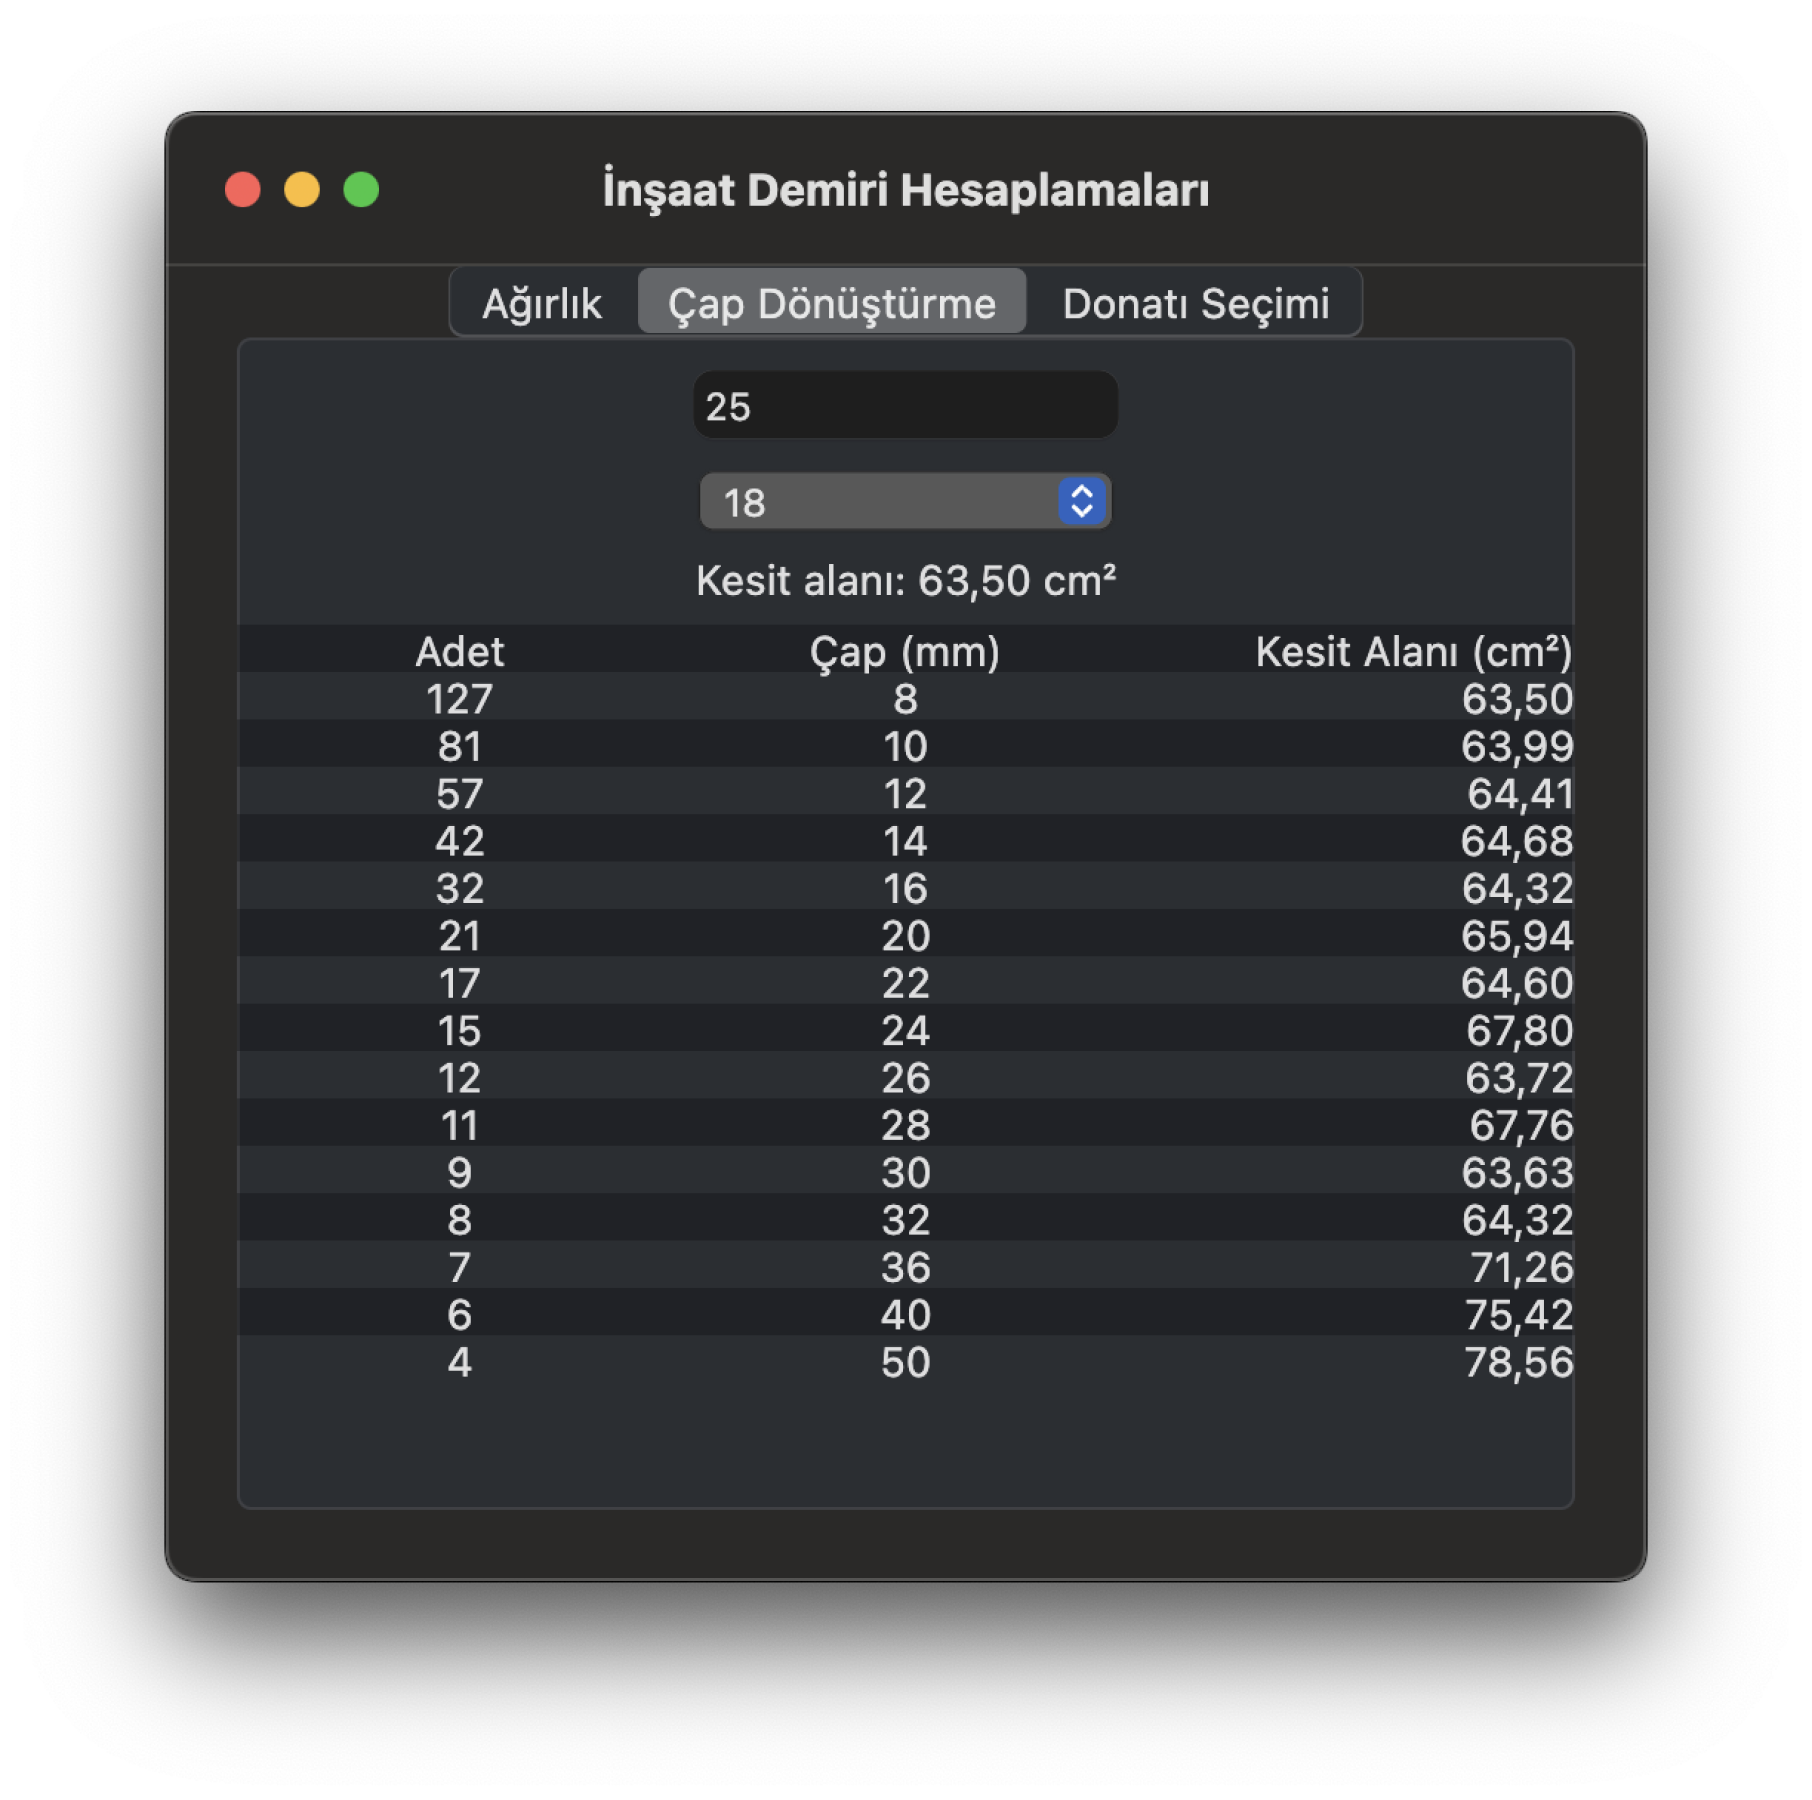 İnşaat Demiri Hesaplamaları
Ağırlık Çap Dönüştürme Donatı Seçimi
25
18
Kesit alanı: 63,50 cm²
Adet Çap (mm) Kesit Alanı (cm²)
127 8 63,50
81 10 63,99
57 12 64,41
42 14 64,68
32 16 64,32
21 20 65,94
17 22 64,60
15 24 67,80
12 26 63,72
11 28 67,76
9 30 63,63
8 32 64,32
7 36 71,26
6 40 75,42
4 50 78,56